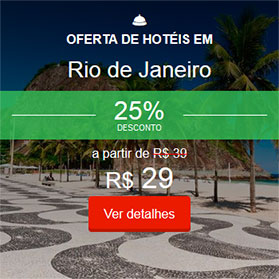 OFERTA DE HOTÉIS EM
Rio de Janeiro
25%
DESCONTO
a partir de R$ 39
R$ 29
Ver detalhes